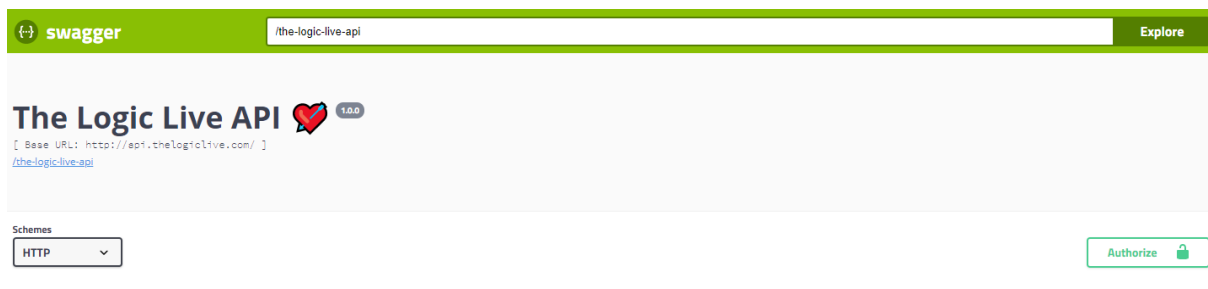 swagger
/the-logic-live-api
Explore
The Logic Live API 💘 1.0.0
[ Base URL: http://api.thelogiclive.com/ ]
/the-logic-live-api
Schemes
HTTP
Authorize